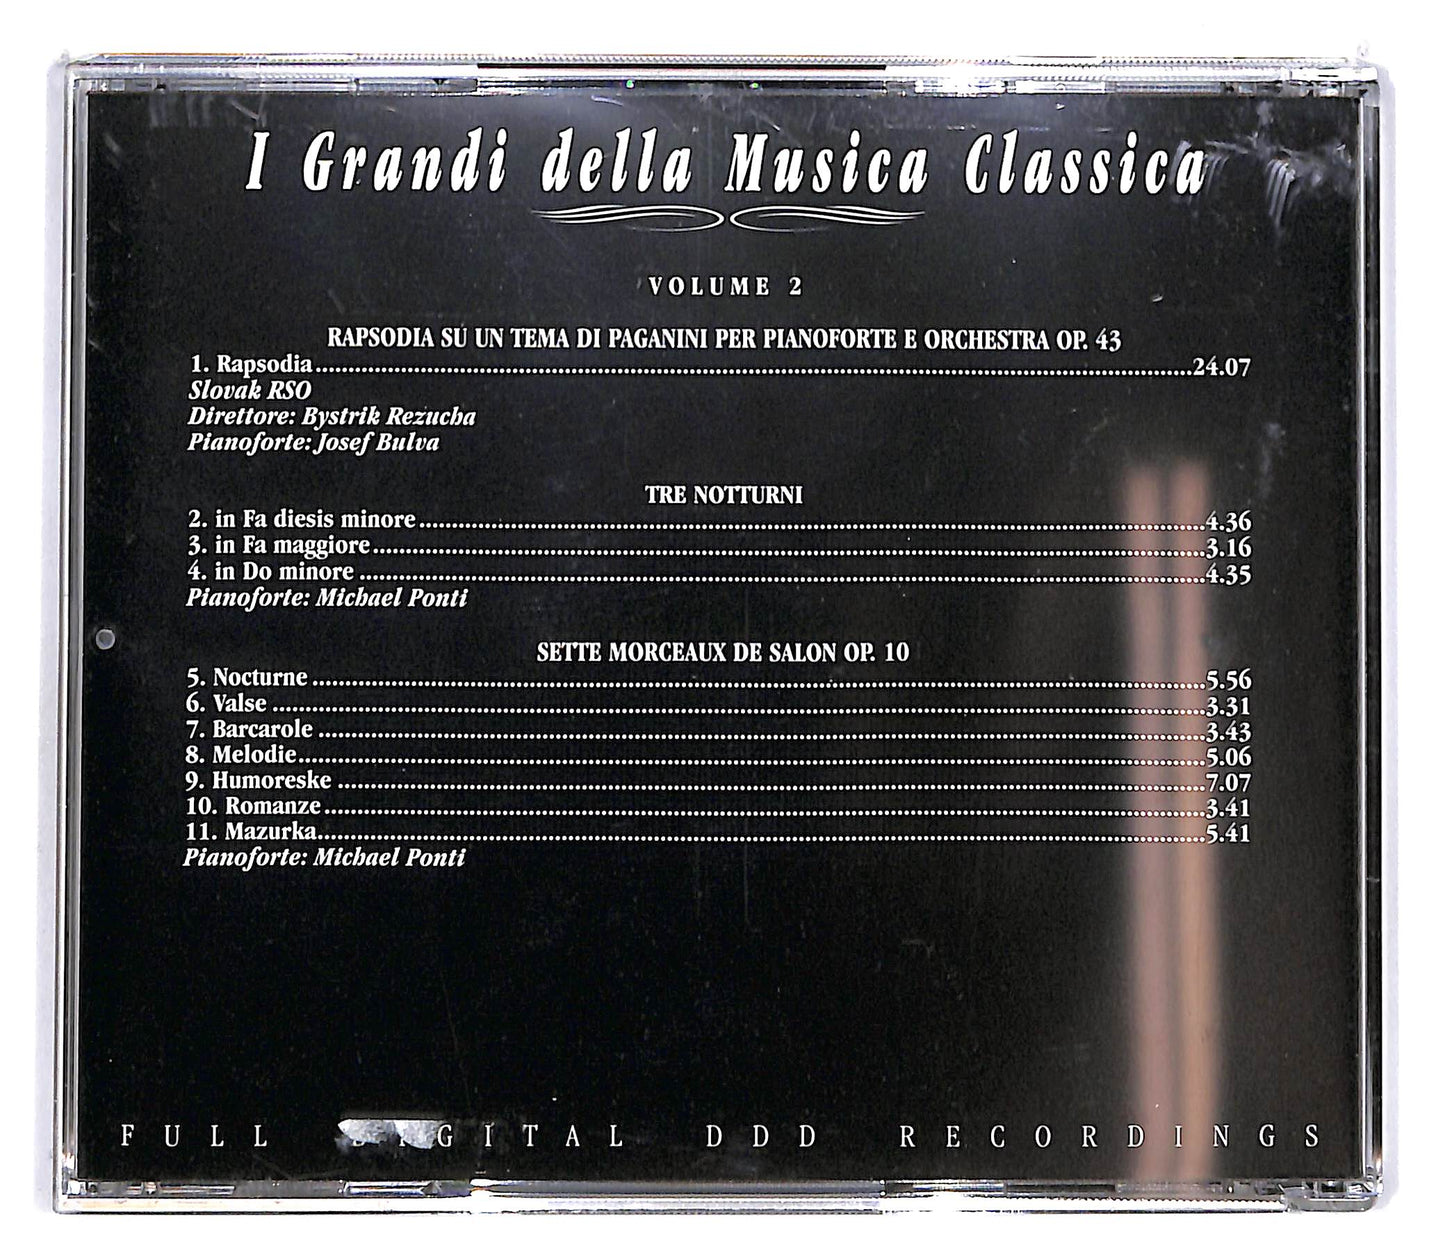 I Grandi della Musica Classica
VOLUME 2
RAPSODIA SU UN TEMA DI PAGANINI PER PIANOFORTE E ORCHESTRA OP. 43
1. Rapsodia........24.07
Slovak RSO
Direttore: Bystrik Rezucha
Pianoforte: Josef Bulva
TRE NOTTURNI
2. in Fa diesis minore........4.36
3. in Fa maggiore........3.16
4. in Do minore........4.35
Pianoforte: Michael Ponti
SETTE MORCEAUX DE SALON OP. 10
5. Nocturne........5.56
6. Valse........3.31
7. Barcarole........3.43
8. Melodie........5.06
9. Humoreske........7.07
10. Romanze........3.41
11. Mazurka........5.41
Pianoforte: Michael Ponti
FULL DIGITAL DDD RECORDINGS